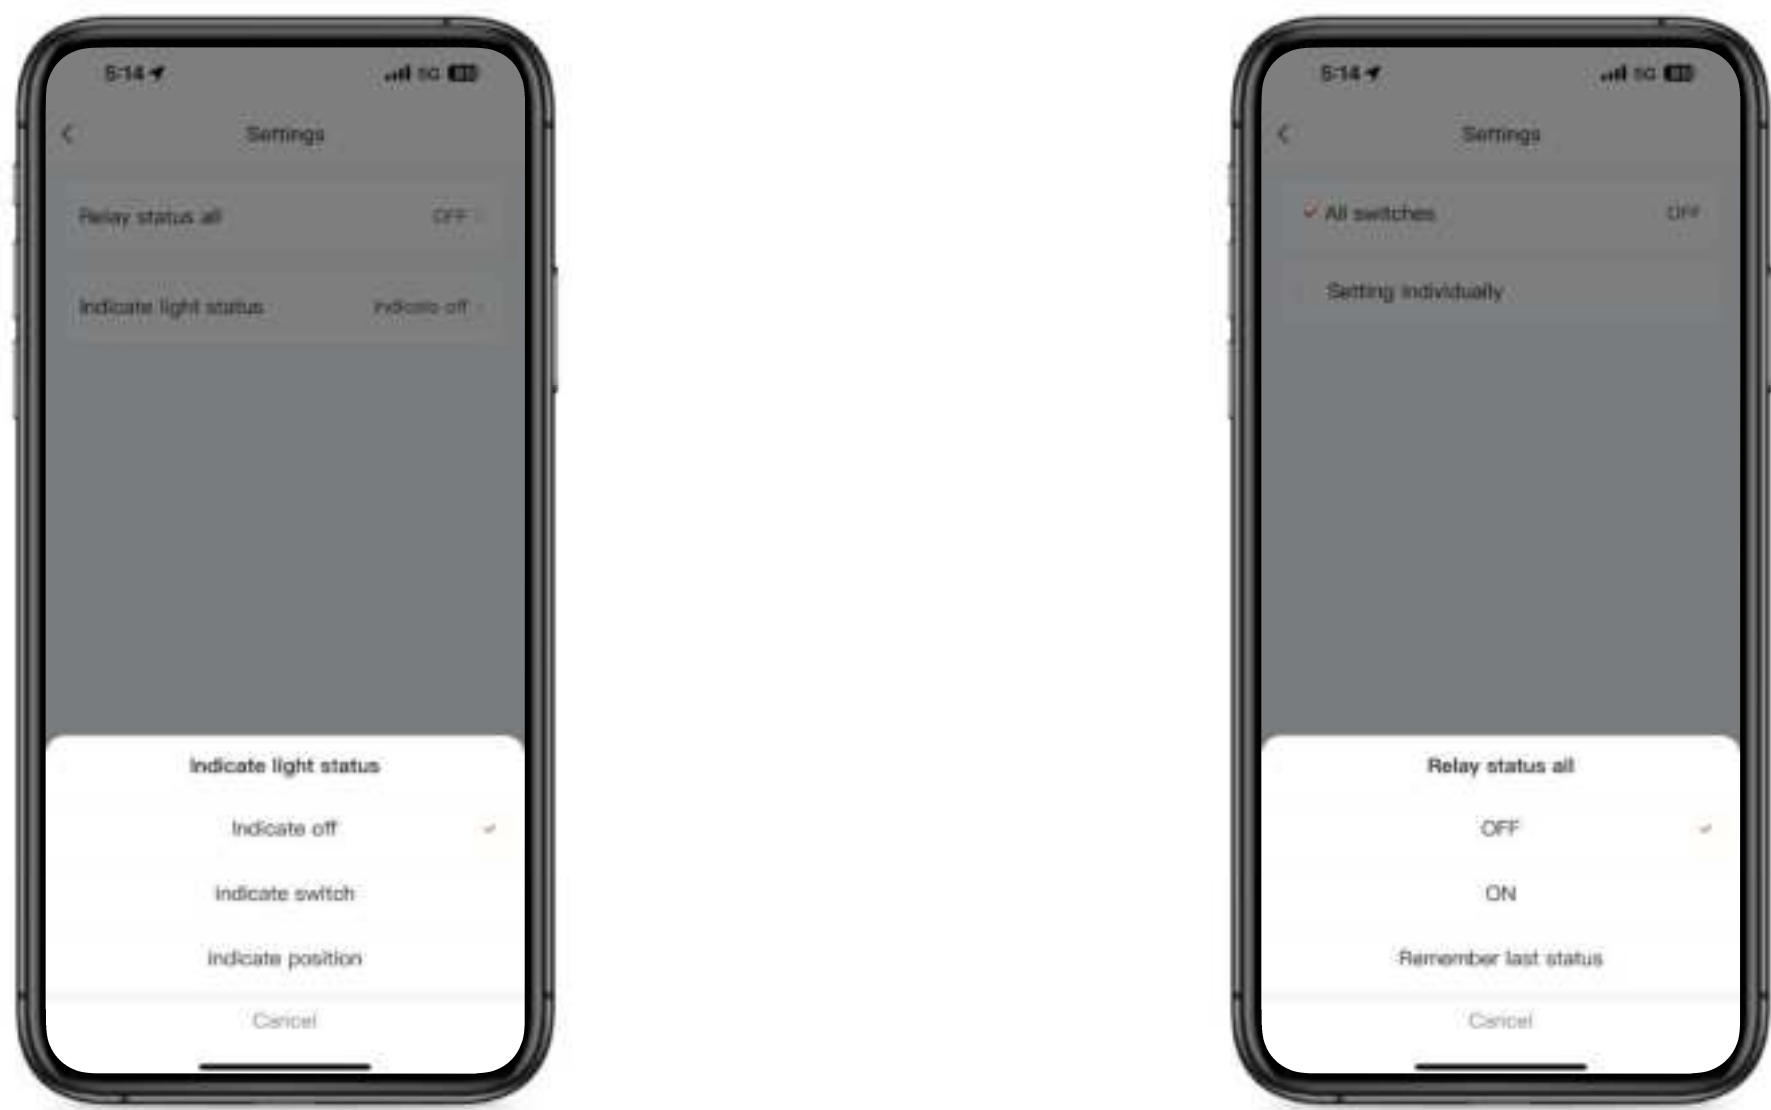 5:14
5G
Settings
Relay status all OFF
Indicate light status Indicate off
Indicate light status
Indicate off
Indicate switch
Indicate position
Cancel
5:14
5G
Settings
All switches OFF
Setting individually
Relay status all
OFF
ON
Remember last status
Cancel